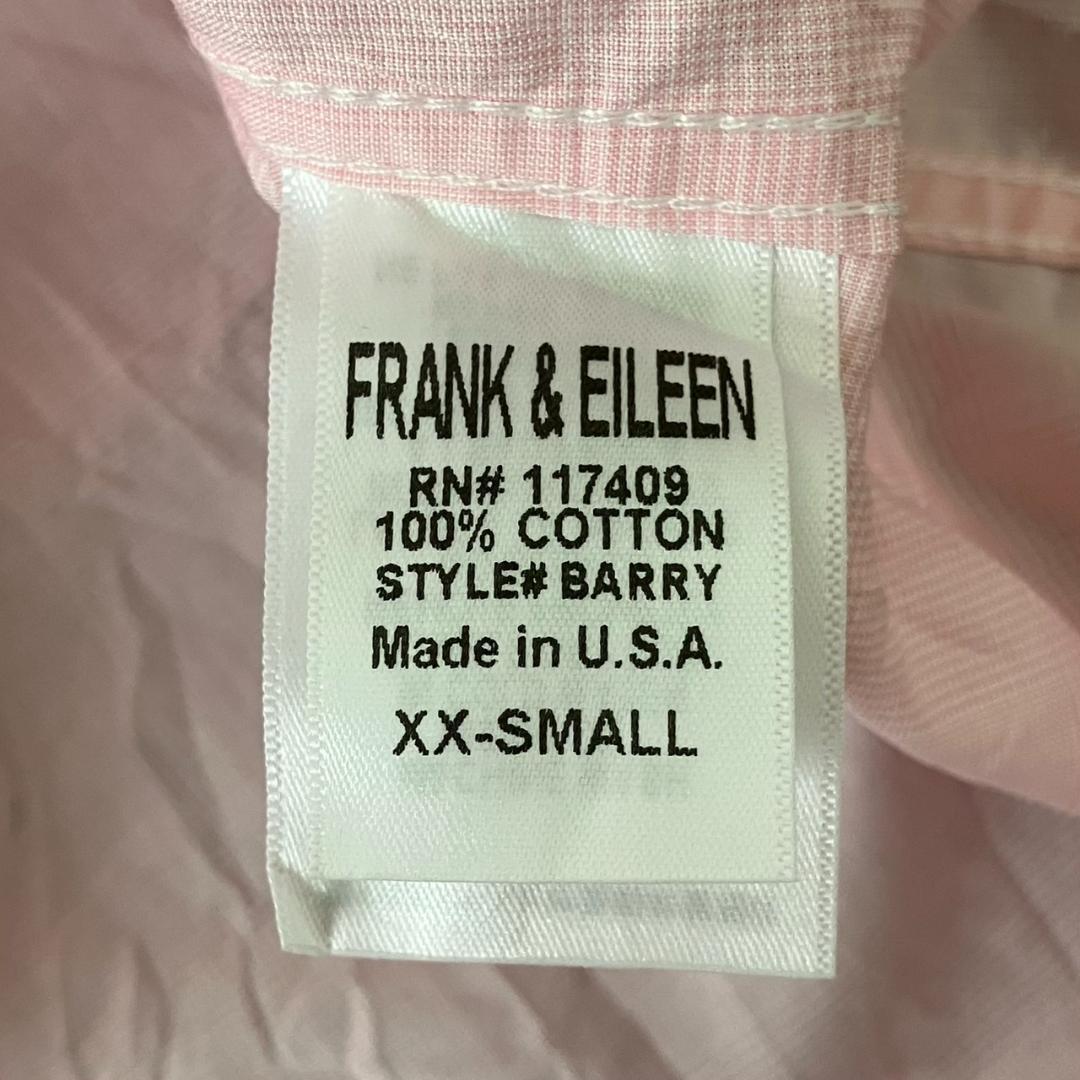 FRANK & EILEEN
RN# 117409
100% COTTON
STYLE# BARRY
Made in U.S.A.
XX-SMALL